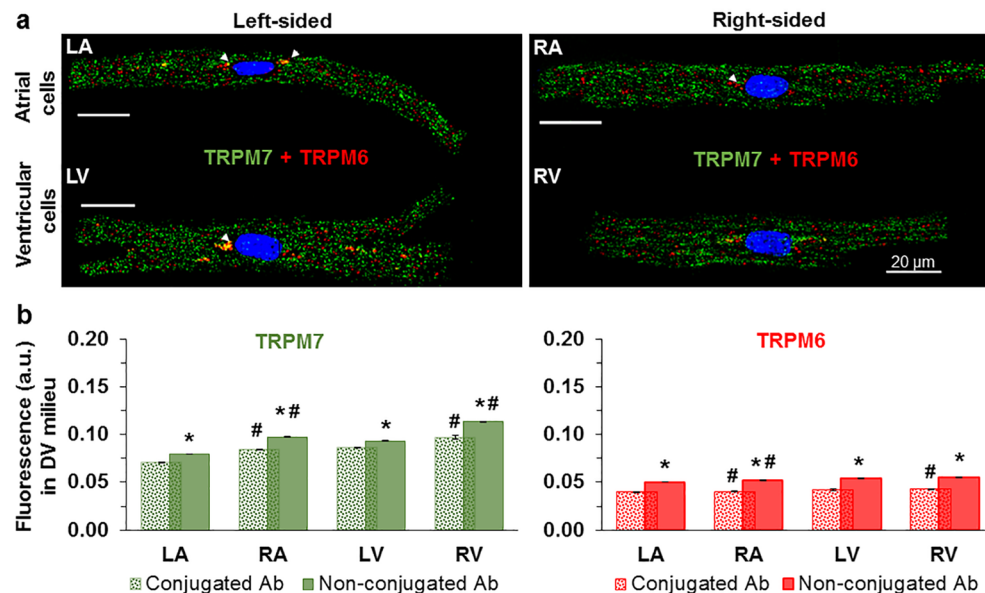 a
Left-sided
Right-sided
Atrial cells
LA
RA
TRPM7 + TRPM6
TRPM7 + TRPM6
Ventricular cells
LV
RV
20 µm
b
Fluorescence (a.u.)
in DV milieu
TRPM7
0.20
0.15
0.10
0.05
0.00
*
#
* #
*
#
* #
LA RA LV RV
Conjugated Ab Non-conjugated Ab
TRPM6
0.20
0.15
0.10
0.05
0.00
*
#
* #
*
#
*
LA RA LV RV
Conjugated Ab Non-conjugated Ab